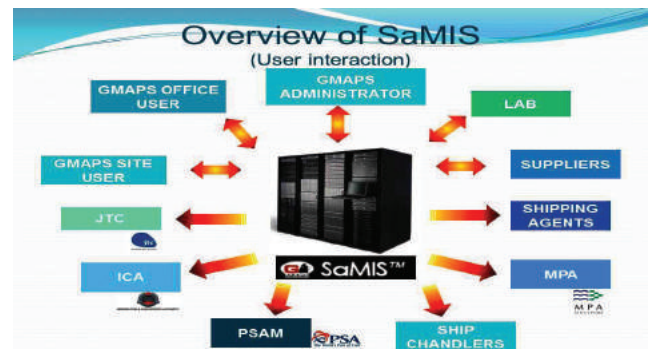 Overview of SaMIS
(User interaction)
GMAPS OFFICE
USER
GMAPS
ADMINISTRATOR
LAB
GMAPS SITE
USER
SUPPLIERS
JTC
SHIPPING
AGENTS
ICA
SaMIS™
MPA
MPA
PSAM
PSA
SHIP
CHANDLERS